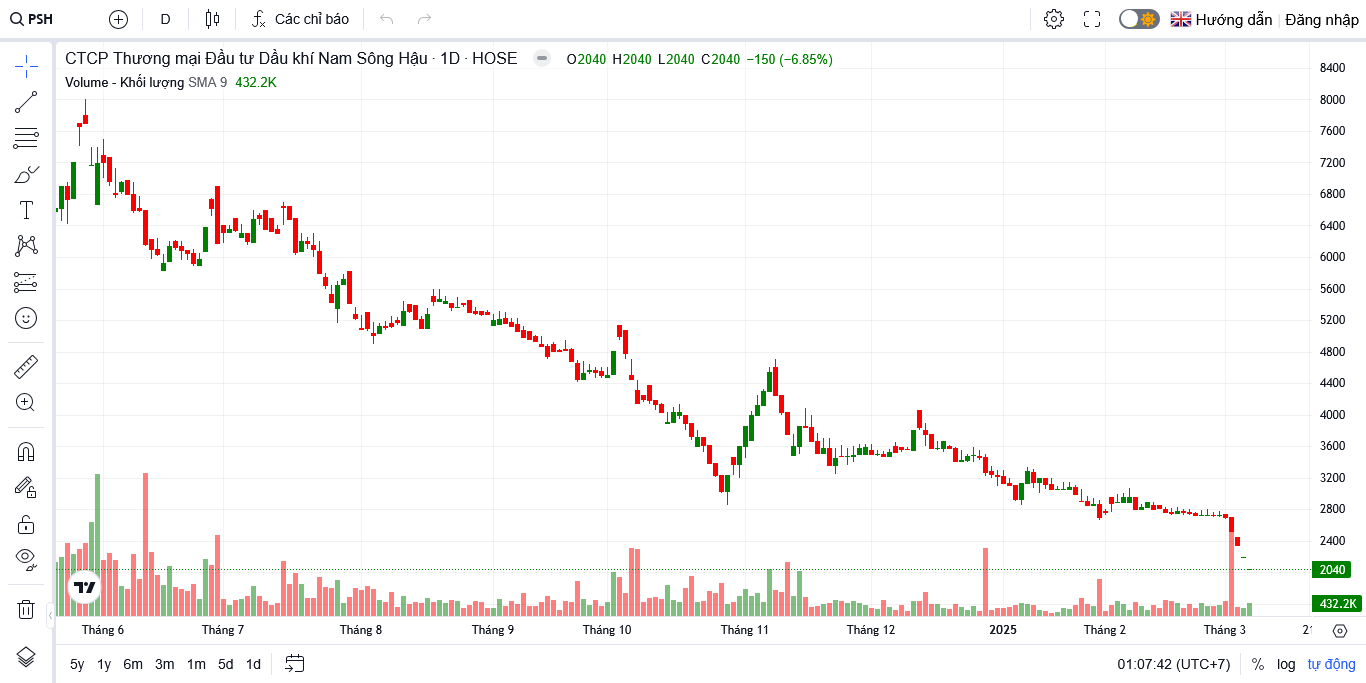 PSH D Các chỉ báo Hướng dẫn Đăng nhập
CTCP Thương mại Đầu tư Dầu khí Nam Sông Hậu · 1D · HOSE O2040 H2040 L2040 C2040 −150 (−6.85%)
Volume - Khối lượng SMA 9 432.2K
8400
8000
7600
7200
6800
6400
6000
5600
5200
4800
4400
4000
3600
3200
2800
2400
2040
432.2K
Tháng 6 Tháng 7 Tháng 8 Tháng 9 Tháng 10 Tháng 11 Tháng 12 2025 Tháng 2 Tháng 3
5y 1y 6m 3m 1m 5d 1d 01:07:42 (UTC+7) % log tự động